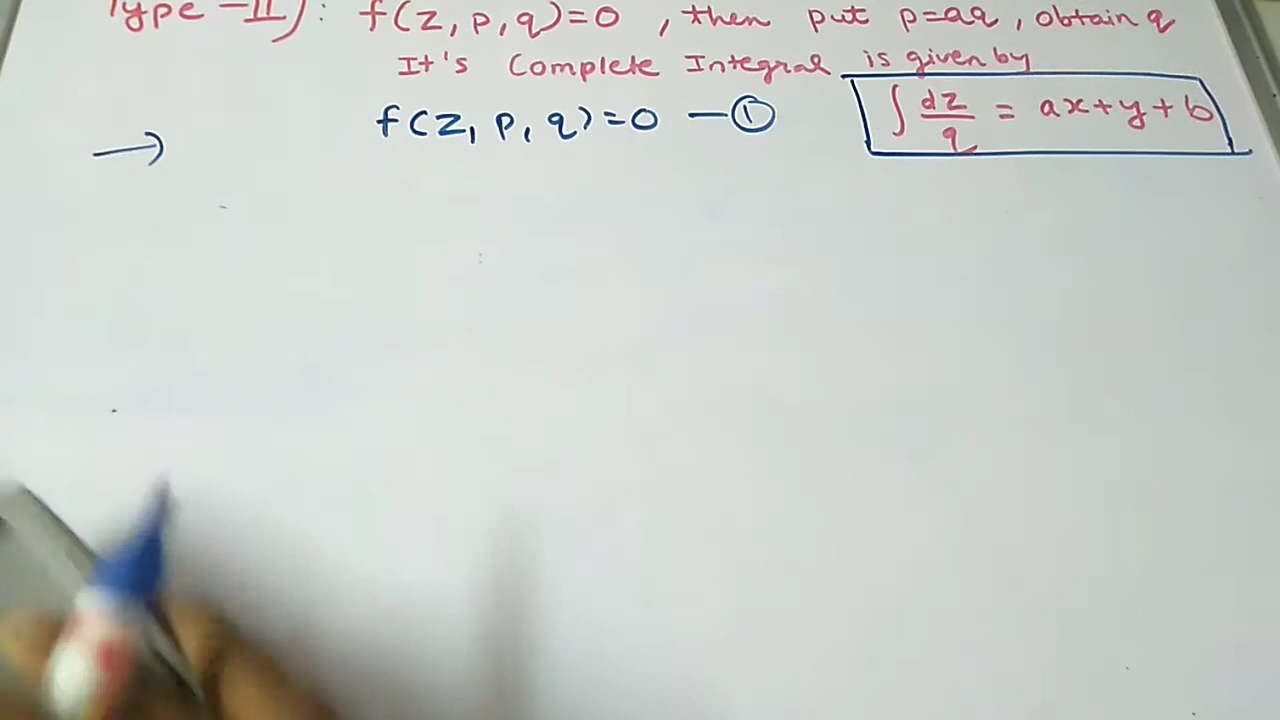 Type-II) : f(z, p, q)=0 , then put p=aq, obtain q
It's Complete Integral is given by
f(z, p, q)=0 —①
∫ dz/q = ax+y+b